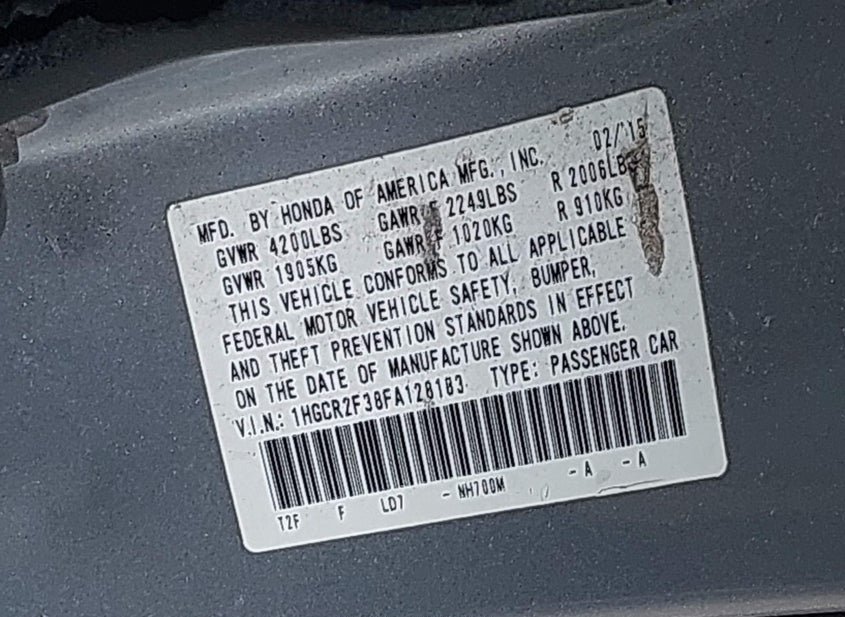 MFD. BY HONDA OF AMERICA MFG., INC. 02/'15
GVWR 4200LBS GAWR F 2249LBS R 2006LBS
GVWR 1905KG GAWR F 1020KG R 910KG
THIS VEHICLE CONFORMS TO ALL APPLICABLE
FEDERAL MOTOR VEHICLE SAFETY, BUMPER,
AND THEFT PREVENTION STANDARDS IN EFFECT
ON THE DATE OF MANUFACTURE SHOWN ABOVE.
V.I.N.: 1HGCR2F38FA128183 TYPE: PASSENGER CAR
T2F F LD7 - NH700M - A - A